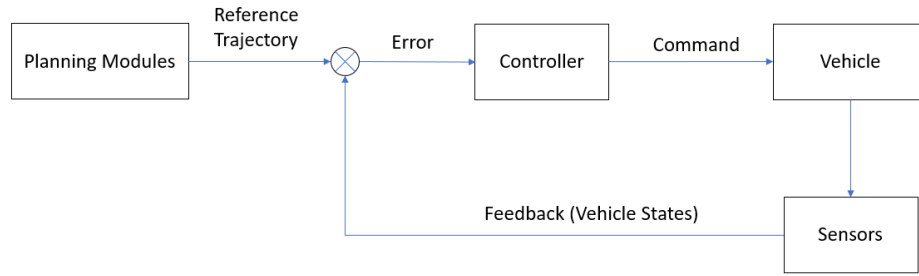 Reference
Trajectory
Planning Modules
Error
Controller
Command
Vehicle
Feedback (Vehicle States)
Sensors